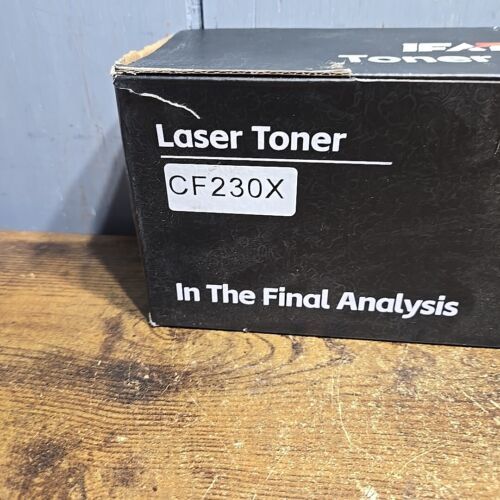 Toner
Laser Toner
CF230X
In The Final Analysis